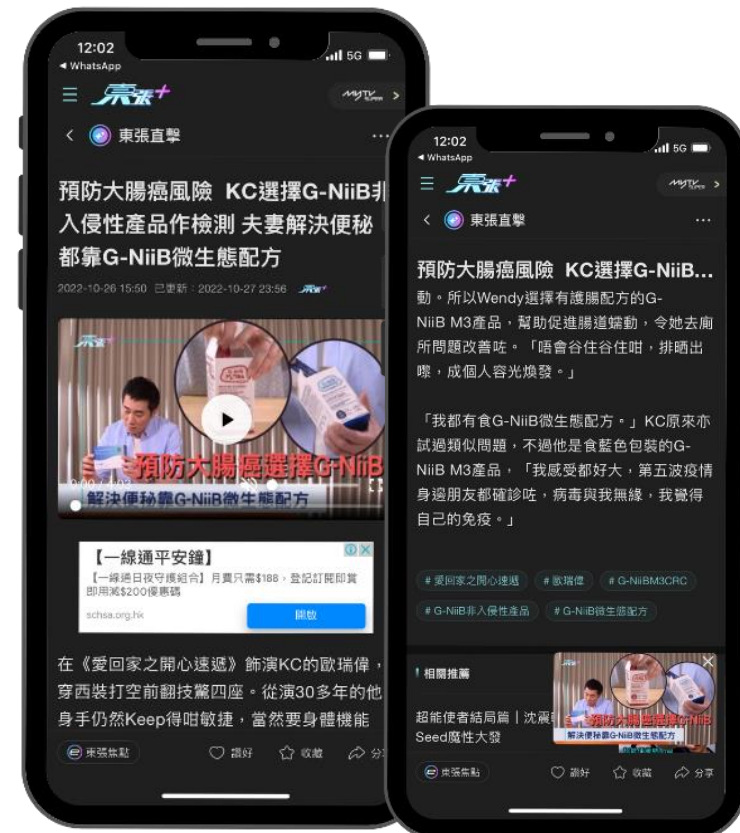 12:02
5G
WhatsApp
東張+
myTV SUPER >
東張直擊
預防大腸癌風險 KC選擇G-NiiB非
入侵性產品作檢測 夫妻解決便秘
都靠G-NiiB微生態配方
2022-10-26 15:50 已更新：2022-10-27 23:56 東張+
東張+
預防大腸癌選擇G-NiiB
0:00 / 4:03
解決便秘靠G-NiiB微生態配方
【一線通平安鐘】
【一線通日夜守護組合】月費只需$188，登記訂閱即賞
即用減$200優惠碼
schsa.org.hk
開啟
在《愛回家之開心速遞》飾演KC的歐瑞偉，
穿西裝打空前翻技驚四座。從演30多年的他
身手仍然Keep得咁敏捷，當然要身體機能
東張焦點
讚好
收藏
分
12:02
5G
WhatsApp
東張+
myTV SUPER >
東張直擊
預防大腸癌風險 KC選擇G-NiiB...
動。所以Wendy選擇有護腸配方的G-
NiiB M3產品，幫助促進腸道蠕動，令她去廁
所問題改善咗。「唔會谷住谷住咁，排晒出
嚟，成個人容光煥發。」
「我都有食G-NiiB微生態配方。」KC原來亦
試過類似問題，不過他是食藍色包裝的G-
NiiB M3產品，「我感受都好大，第五波疫情
身邊朋友都確診咗，病毒與我無緣，我覺得
自己的免疫。」
# 愛回家之開心速遞
# 歐瑞偉
# G-NiiBM3CRC
# G-NiiB非入侵性產品
# G-NiiB微生態配方
相關推薦
超能使者結局篇｜沈震
Seed魔性大發
預防大腸癌選擇G-NiiB
解決便秘靠G-NiiB微生態配方
東張焦點
讚好
收藏
分享